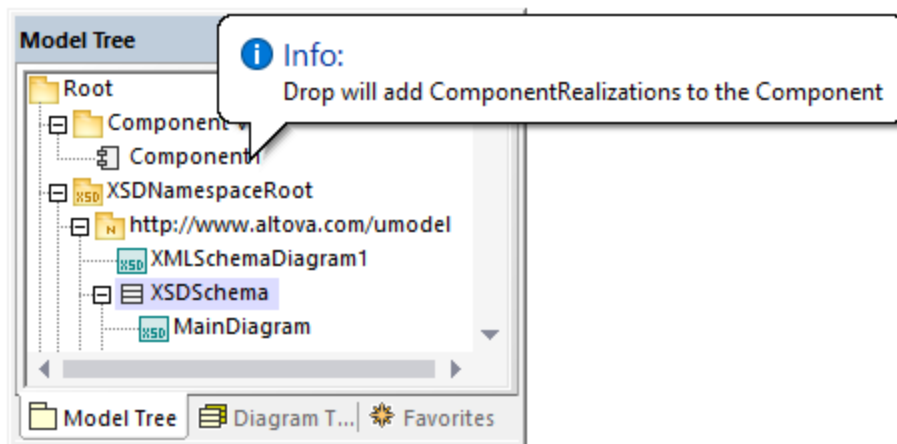 Model Tree
Info:
Drop will add ComponentRealizations to the Component
Root
Component
Component1
XSDNamespaceRoot
http://www.altova.com/umodel
XMLSchemaDiagram1
XSDSchema
MainDiagram
Model Tree
Diagram T...
Favorites